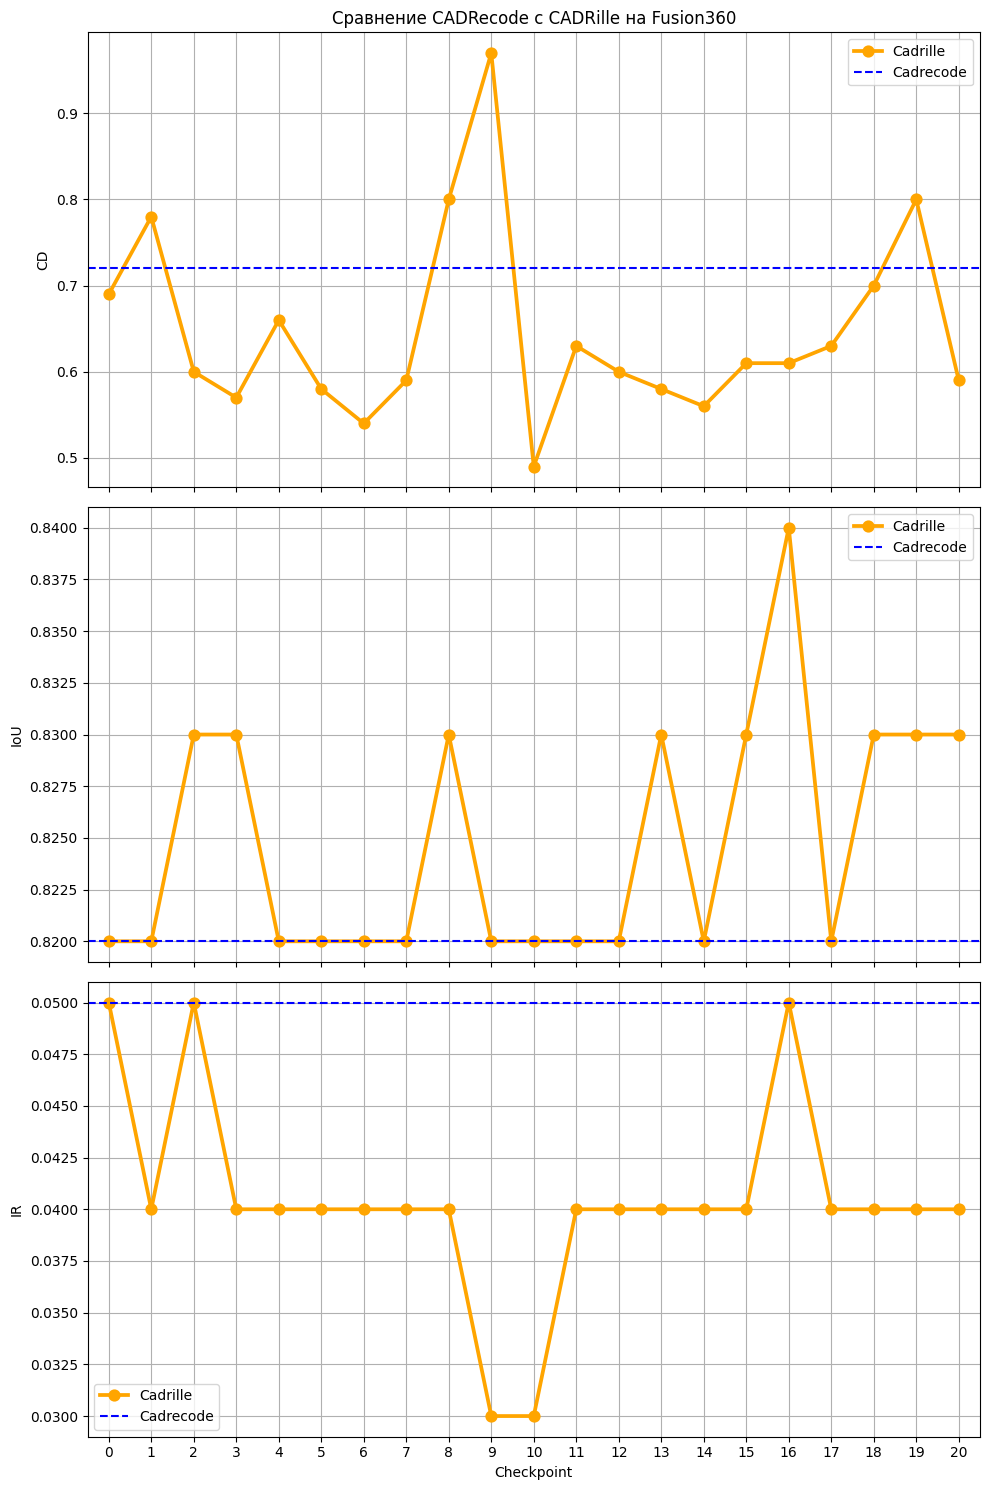 Сравнение CADRecode с CADRille на Fusion360
Cadrille
Cadrecode
0.9
0.8
0.7
0.6
0.5
CD
Cadrille
Cadrecode
0.8400
0.8375
0.8350
0.8325
0.8300
0.8275
0.8250
0.8225
0.8200
IoU
0.0500
0.0475
0.0450
0.0425
0.0400
0.0375
0.0350
0.0325
0.0300
IR
Cadrille
Cadrecode
0 1 2 3 4 5 6 7 8 9 10 11 12 13 14 15 16 17 18 19 20
Checkpoint